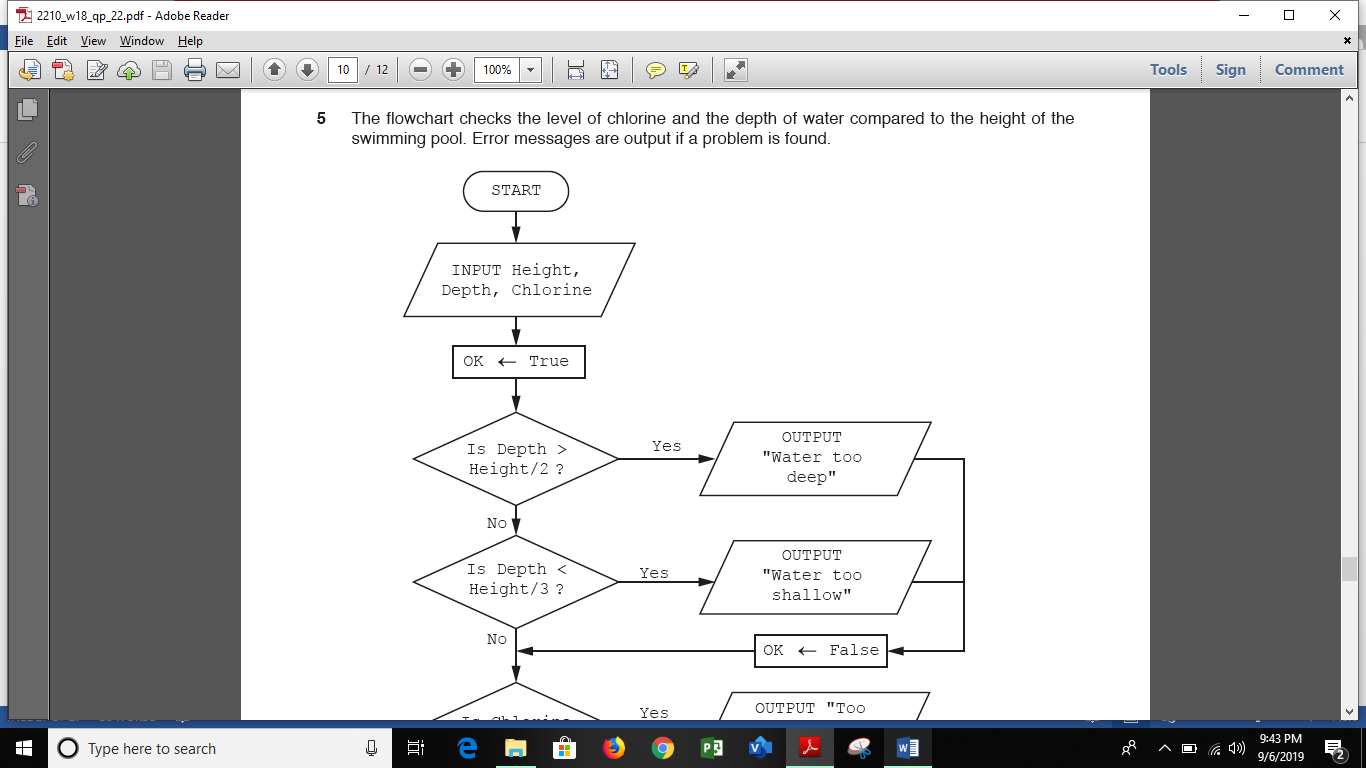 2210_w18_qp_22.pdf - Adobe Reader
File Edit View Window Help
10 / 12 100% Tools Sign Comment
5 The flowchart checks the level of chlorine and the depth of water compared to the height of the
swimming pool. Error messages are output if a problem is found.
START
INPUT Height,
Depth, Chlorine
OK ← True
Is Depth >
Height/2 ?
Yes
OUTPUT
"Water too
deep"
No
Is Depth <
Height/3 ?
Yes
OUTPUT
"Water too
shallow"
No
OK ← False
Is Chlorine
Yes
OUTPUT "Too
Type here to search
9:43 PM
9/6/2019
2